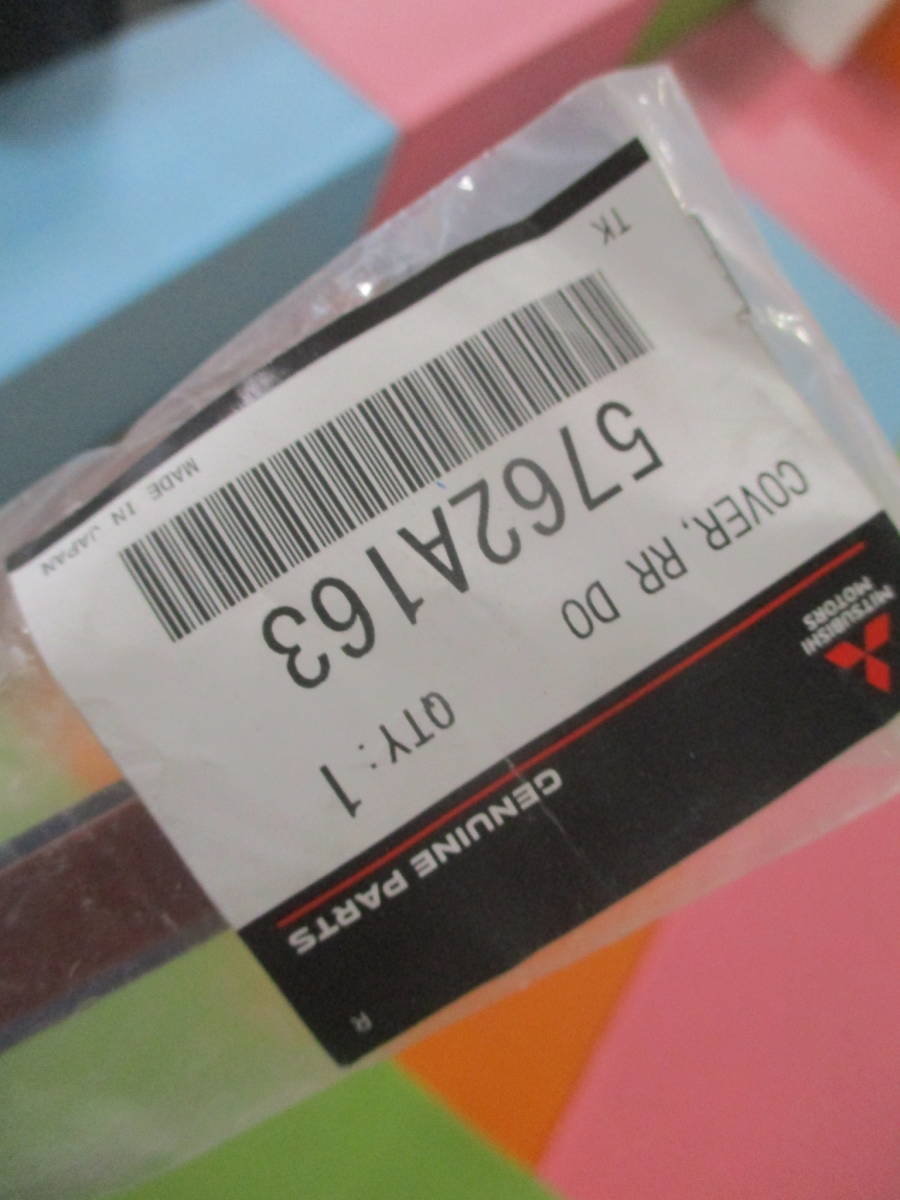 R
GENUINE PARTS
MITSUBISHI
MOTORS
QTY:1
COVER, RR DO
5762A163
TK
MADE IN JAPAN